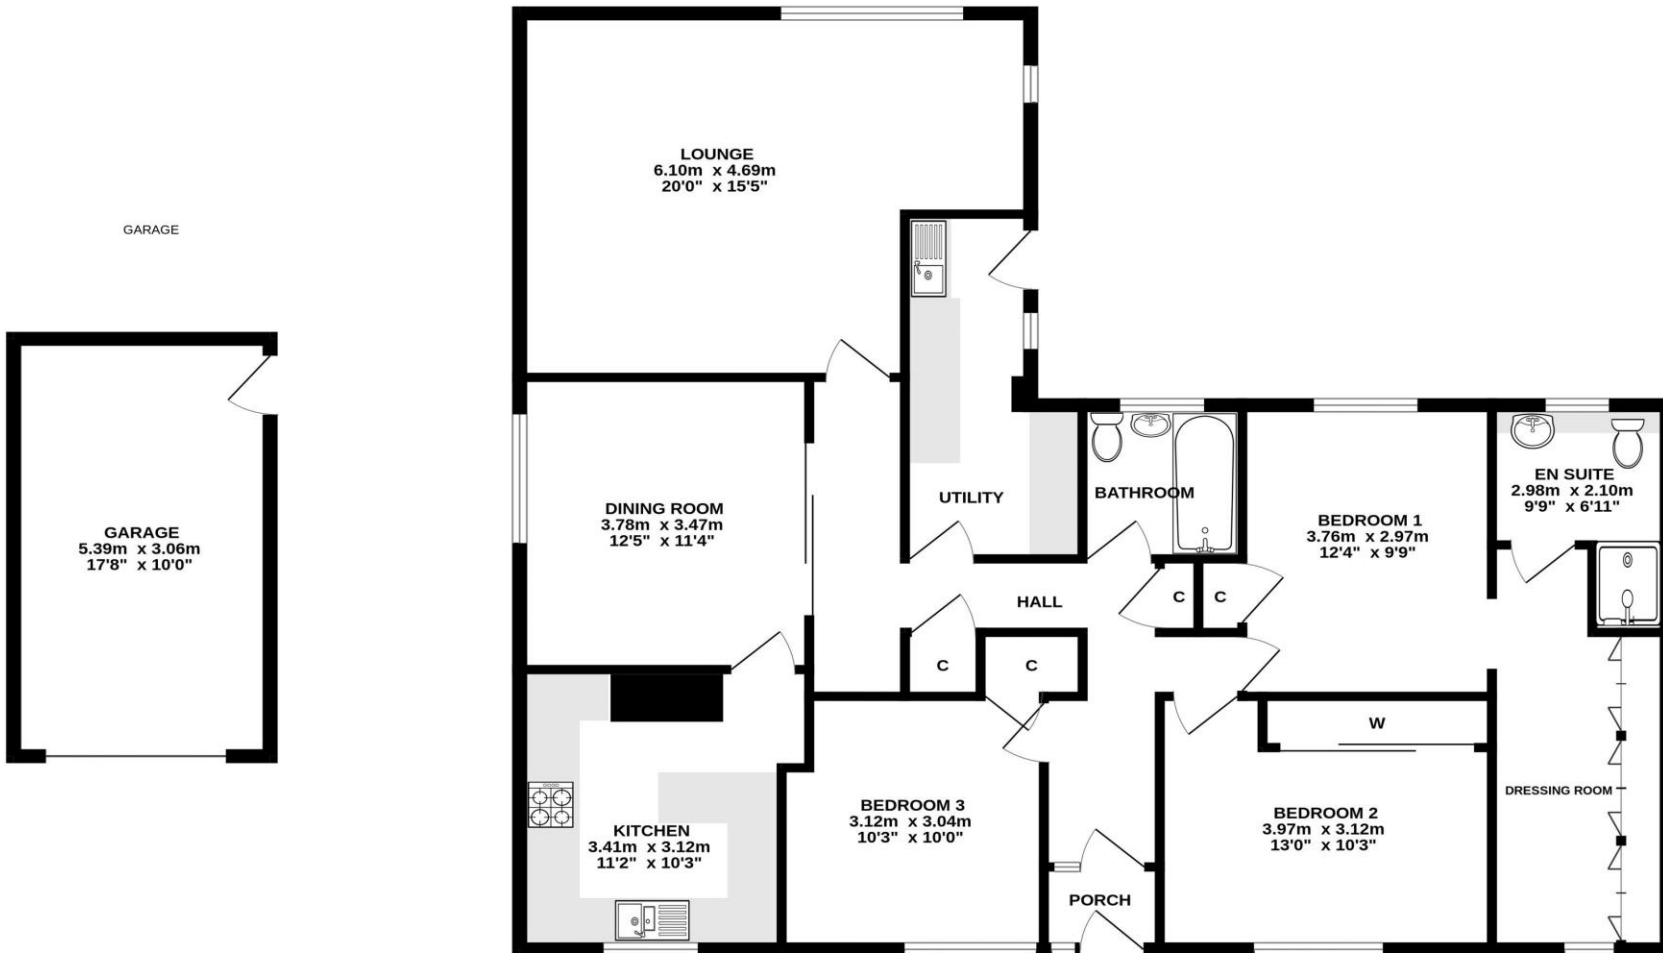 GARAGE
GARAGE
5.39m x 3.06m
17'8" x 10'0"
LOUNGE
6.10m x 4.69m
20'0" x 15'5"
DINING ROOM
3.78m x 3.47m
12'5" x 11'4"
UTILITY
BATHROOM
BEDROOM 1
3.76m x 2.97m
12'4" x 9'9"
EN SUITE
2.98m x 2.10m
9'9" x 6'11"
HALL
C
C
C
C
KITCHEN
3.41m x 3.12m
11'2" x 10'3"
BEDROOM 3
3.12m x 3.04m
10'3" x 10'0"
PORCH
W
BEDROOM 2
3.97m x 3.12m
13'0" x 10'3"
DRESSING ROOM